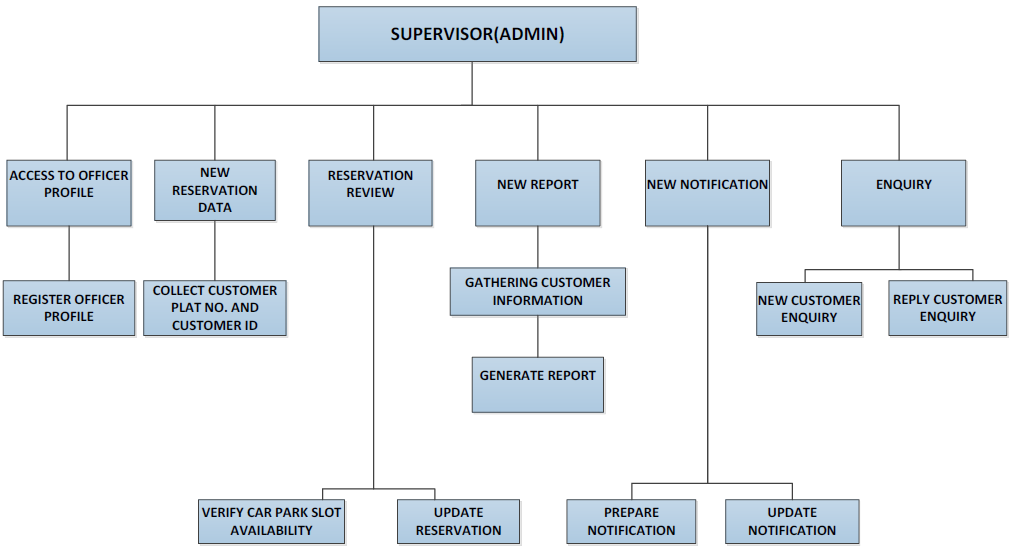 SUPERVISOR(ADMIN)
ACCESS TO OFFICER
PROFILE
NEW
RESERVATION
DATA
RESERVATION
REVIEW
NEW REPORT
NEW NOTIFICATION
ENQUIRY
REGISTER OFFICER
PROFILE
COLLECT CUSTOMER
PLAT NO. AND
CUSTOMER ID
GATHERING CUSTOMER
INFORMATION
NEW CUSTOMER
ENQUIRY
REPLY CUSTOMER
ENQUIRY
GENERATE REPORT
VERIFY CAR PARK SLOT
AVAILABILITY
UPDATE
RESERVATION
PREPARE
NOTIFICATION
UPDATE
NOTIFICATION